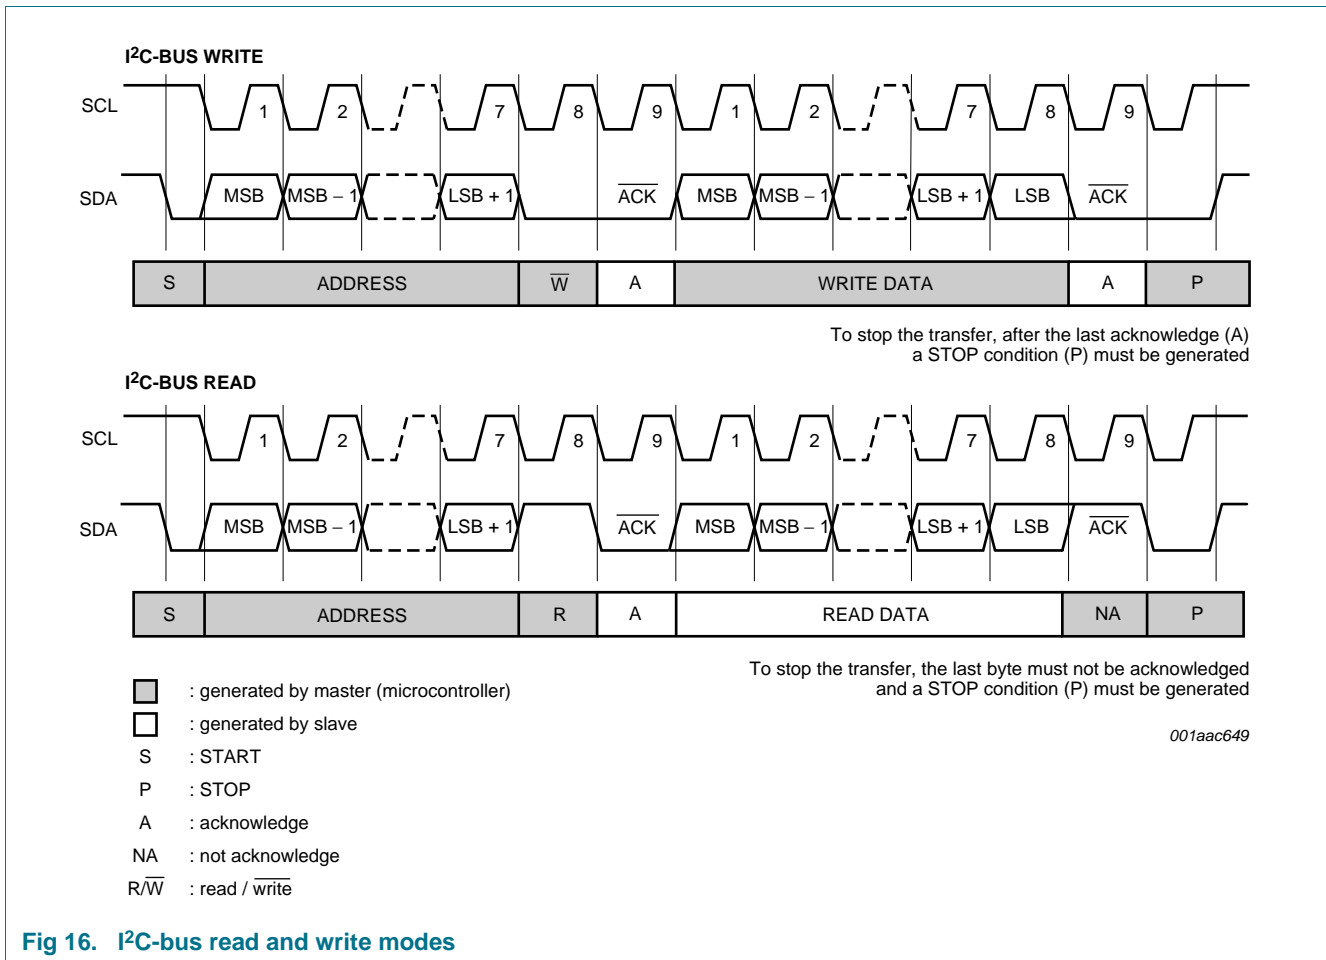 I²C-BUS WRITE
SCL 1 2 7 8 9 1 2 7 8 9
SDA MSB MSB − 1 LSB + 1 ACK MSB MSB − 1 LSB + 1 LSB ACK
S ADDRESS W A WRITE DATA A P
To stop the transfer, after the last acknowledge (A)
a STOP condition (P) must be generated
I²C-BUS READ
SCL 1 2 7 8 9 1 2 7 8 9
SDA MSB MSB − 1 LSB + 1 ACK MSB MSB − 1 LSB + 1 LSB ACK
S ADDRESS R A READ DATA NA P
To stop the transfer, the last byte must not be acknowledged
and a STOP condition (P) must be generated
: generated by master (microcontroller)
: generated by slave
001aac649
S : START
P : STOP
A : acknowledge
NA : not acknowledge
R/W : read / write
Fig 16. I²C-bus read and write modes